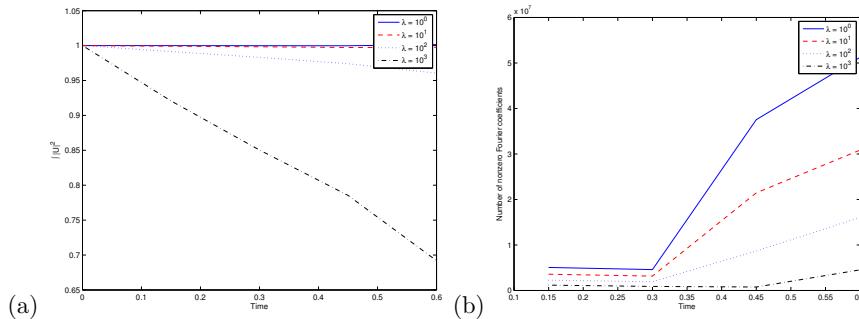 (a)
∫ |U|²
1
0.95
0.9
0.85
0.8
0.75
0.7
0.65
0 0.1 0.2 0.3 0.4 0.5 0.6
Time
λ = 10⁰
λ = 10¹
λ = 10²
λ = 10³
(b)
Number of nonzero Fourier coefficients
x 10⁷
6
5
4
3
2
1
0
0.1 0.15 0.2 0.25 0.3 0.35 0.4 0.45 0.5 0.55
Time
λ = 10⁰
λ = 10¹
λ = 10²
λ = 10³